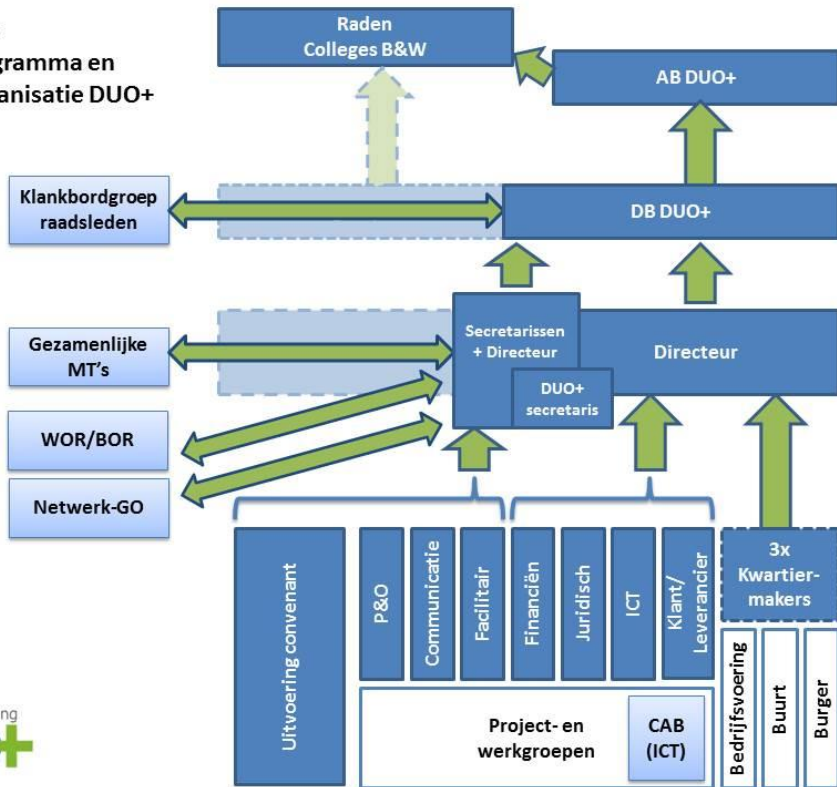 gramma en
anisatie DUO+
Raden
Colleges B&W
AB DUO+
Klankbordgroep
raadsleden
DB DUO+
Gezamenlijke
MT's
Secretarissen
+ Directeur
Directeur
DUO+
secretaris
WOR/BOR
Netwerk-GO
Uitvoering convenant
P&O
Communicatie
Facilitair
Financiën
Juridisch
ICT
Klant/
Leverancier
3x
Kwartier-
makers
Project- en
werkgroepen
CAB
(ICT)
Bedrijfsvoering
Buurt
Burger
ng